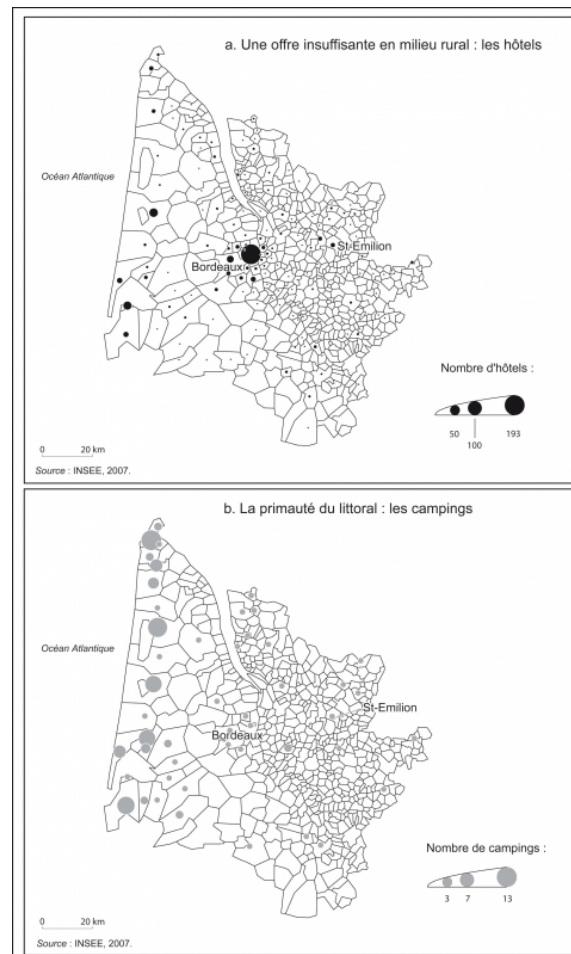 a. Une offre insuffisante en milieu rural : les hôtels
Océan Atlantique
St-Emilion
Bordeaux
Nombre d'hôtels :
50
100
193
0 20 km
Source : INSEE, 2007.
b. La primauté du littoral : les campings
Océan Atlantique
St-Emilion
Bordeaux
Nombre de campings :
3 7 13
0 20 km
Source : INSEE, 2007.